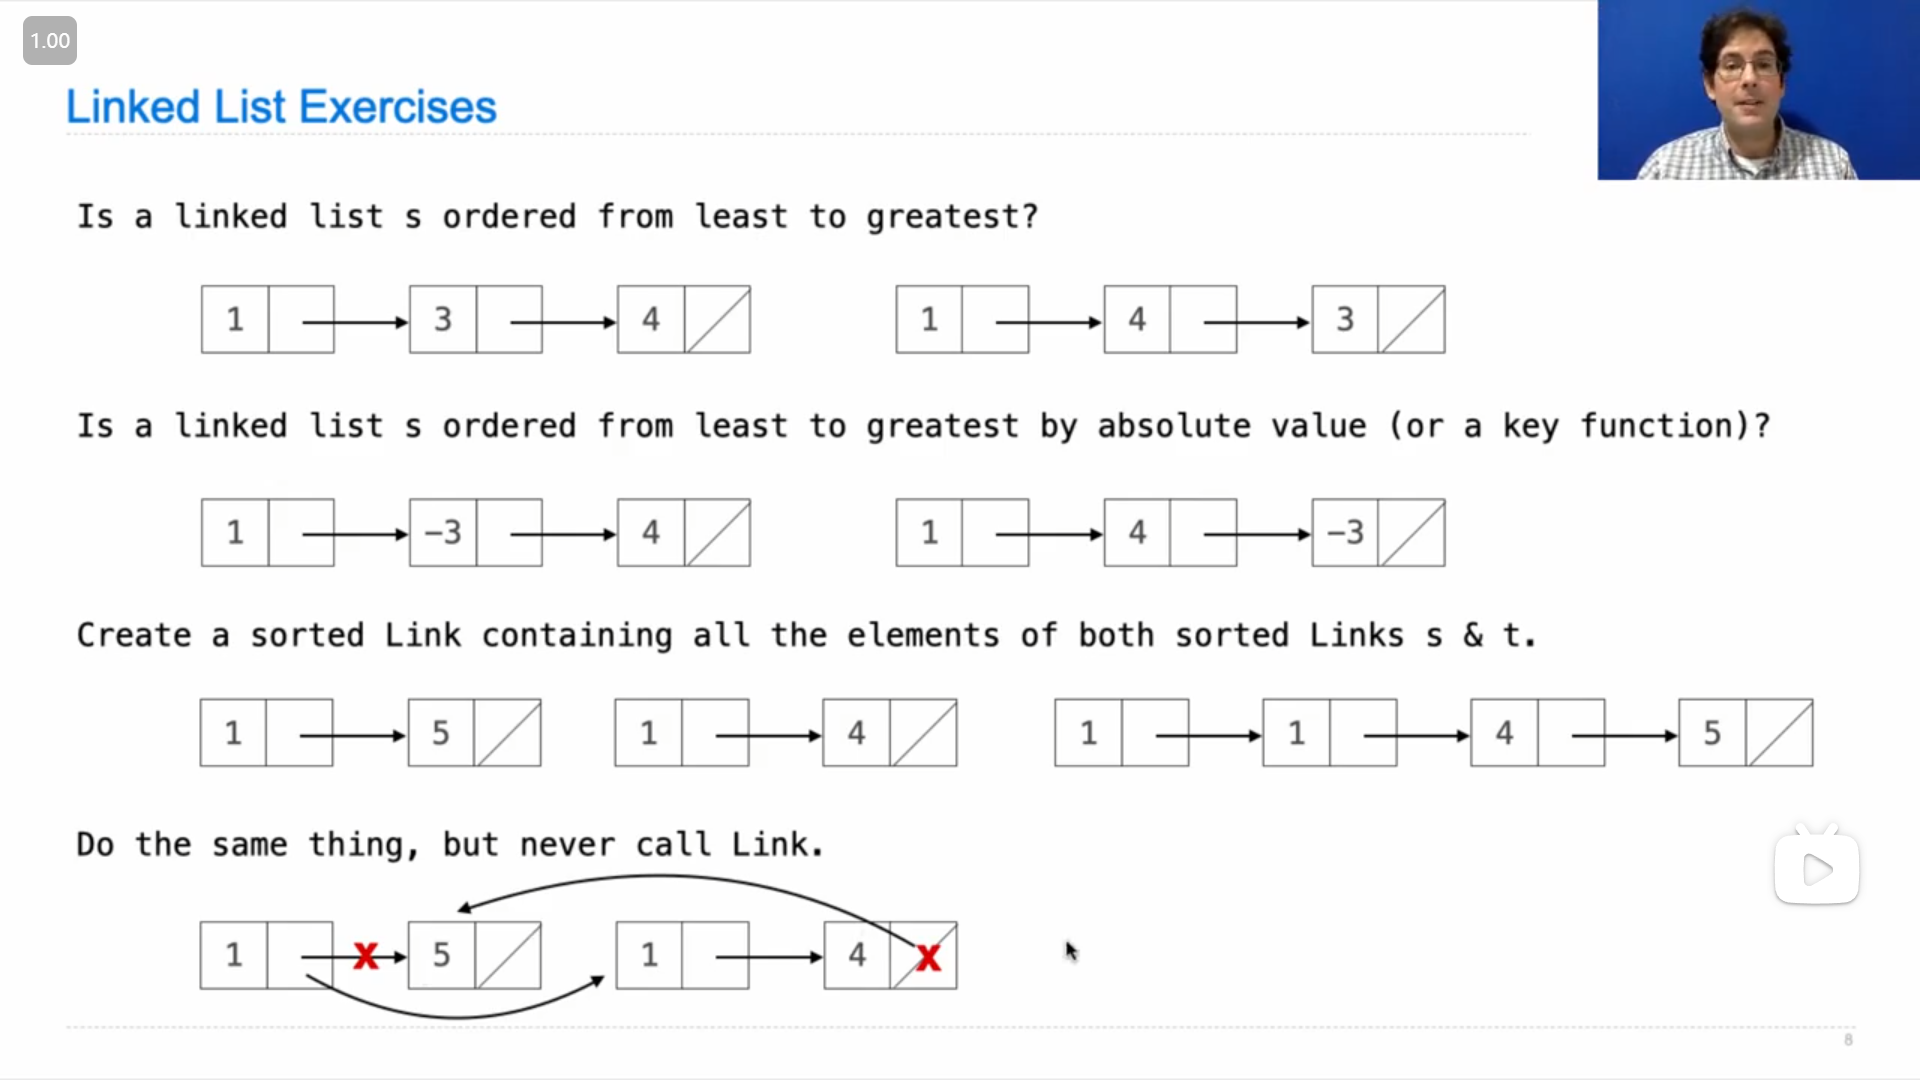 1.00
Linked List Exercises
Is a linked list s ordered from least to greatest?
1 3 4 1 4 3
Is a linked list s ordered from least to greatest by absolute value (or a key function)?
1 −3 4 1 4 −3
Create a sorted Link containing all the elements of both sorted Links s & t.
1 5 1 4 1 1 4 5
Do the same thing, but never call Link.
1 X 5 1 4 X
8